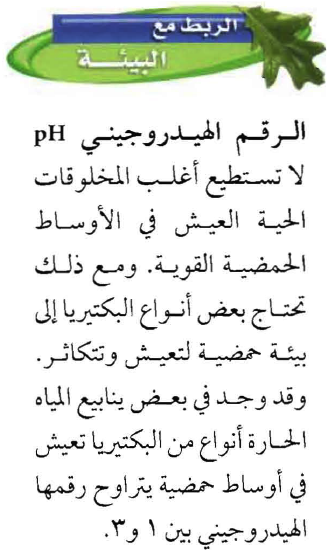 الربط مع
البيئة
الرقم الهيدروجيني pH
لا تستطيع أغلب المخلوقات
الحية العيش في الأوساط
الحمضية القوية. ومع ذلك
تحتاج بعض أنواع البكتيريا إلى
بيئة حمضية لتعيش وتتكاثر.
وقد وجد في بعض ينابيع المياه
الحارة أنواع من البكتيريا تعيش
في أوساط حمضية يتراوح رقمها
الهيدروجيني بين ١ و٣.